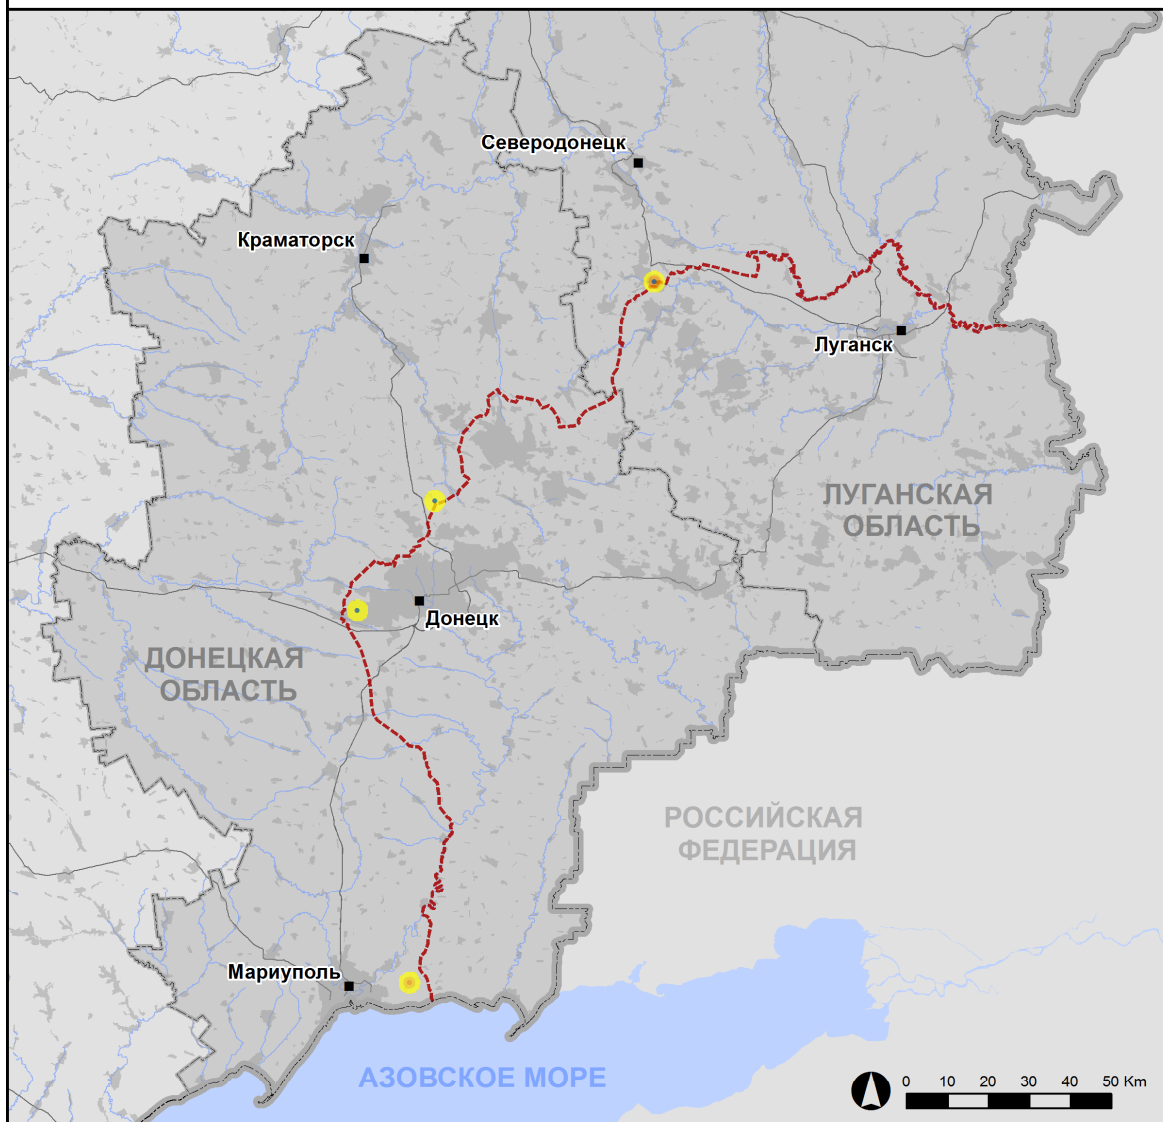 Северодонецк
Краматорск
Луганск
ЛУГАНСКАЯ
ОБЛАСТЬ
Донецк
ДОНЕЦКАЯ
ОБЛАСТЬ
РОССИЙСКАЯ
ФЕДЕРАЦИЯ
Мариуполь
АЗОВСКОЕ МОРЕ
0 10 20 30 40 50 Km